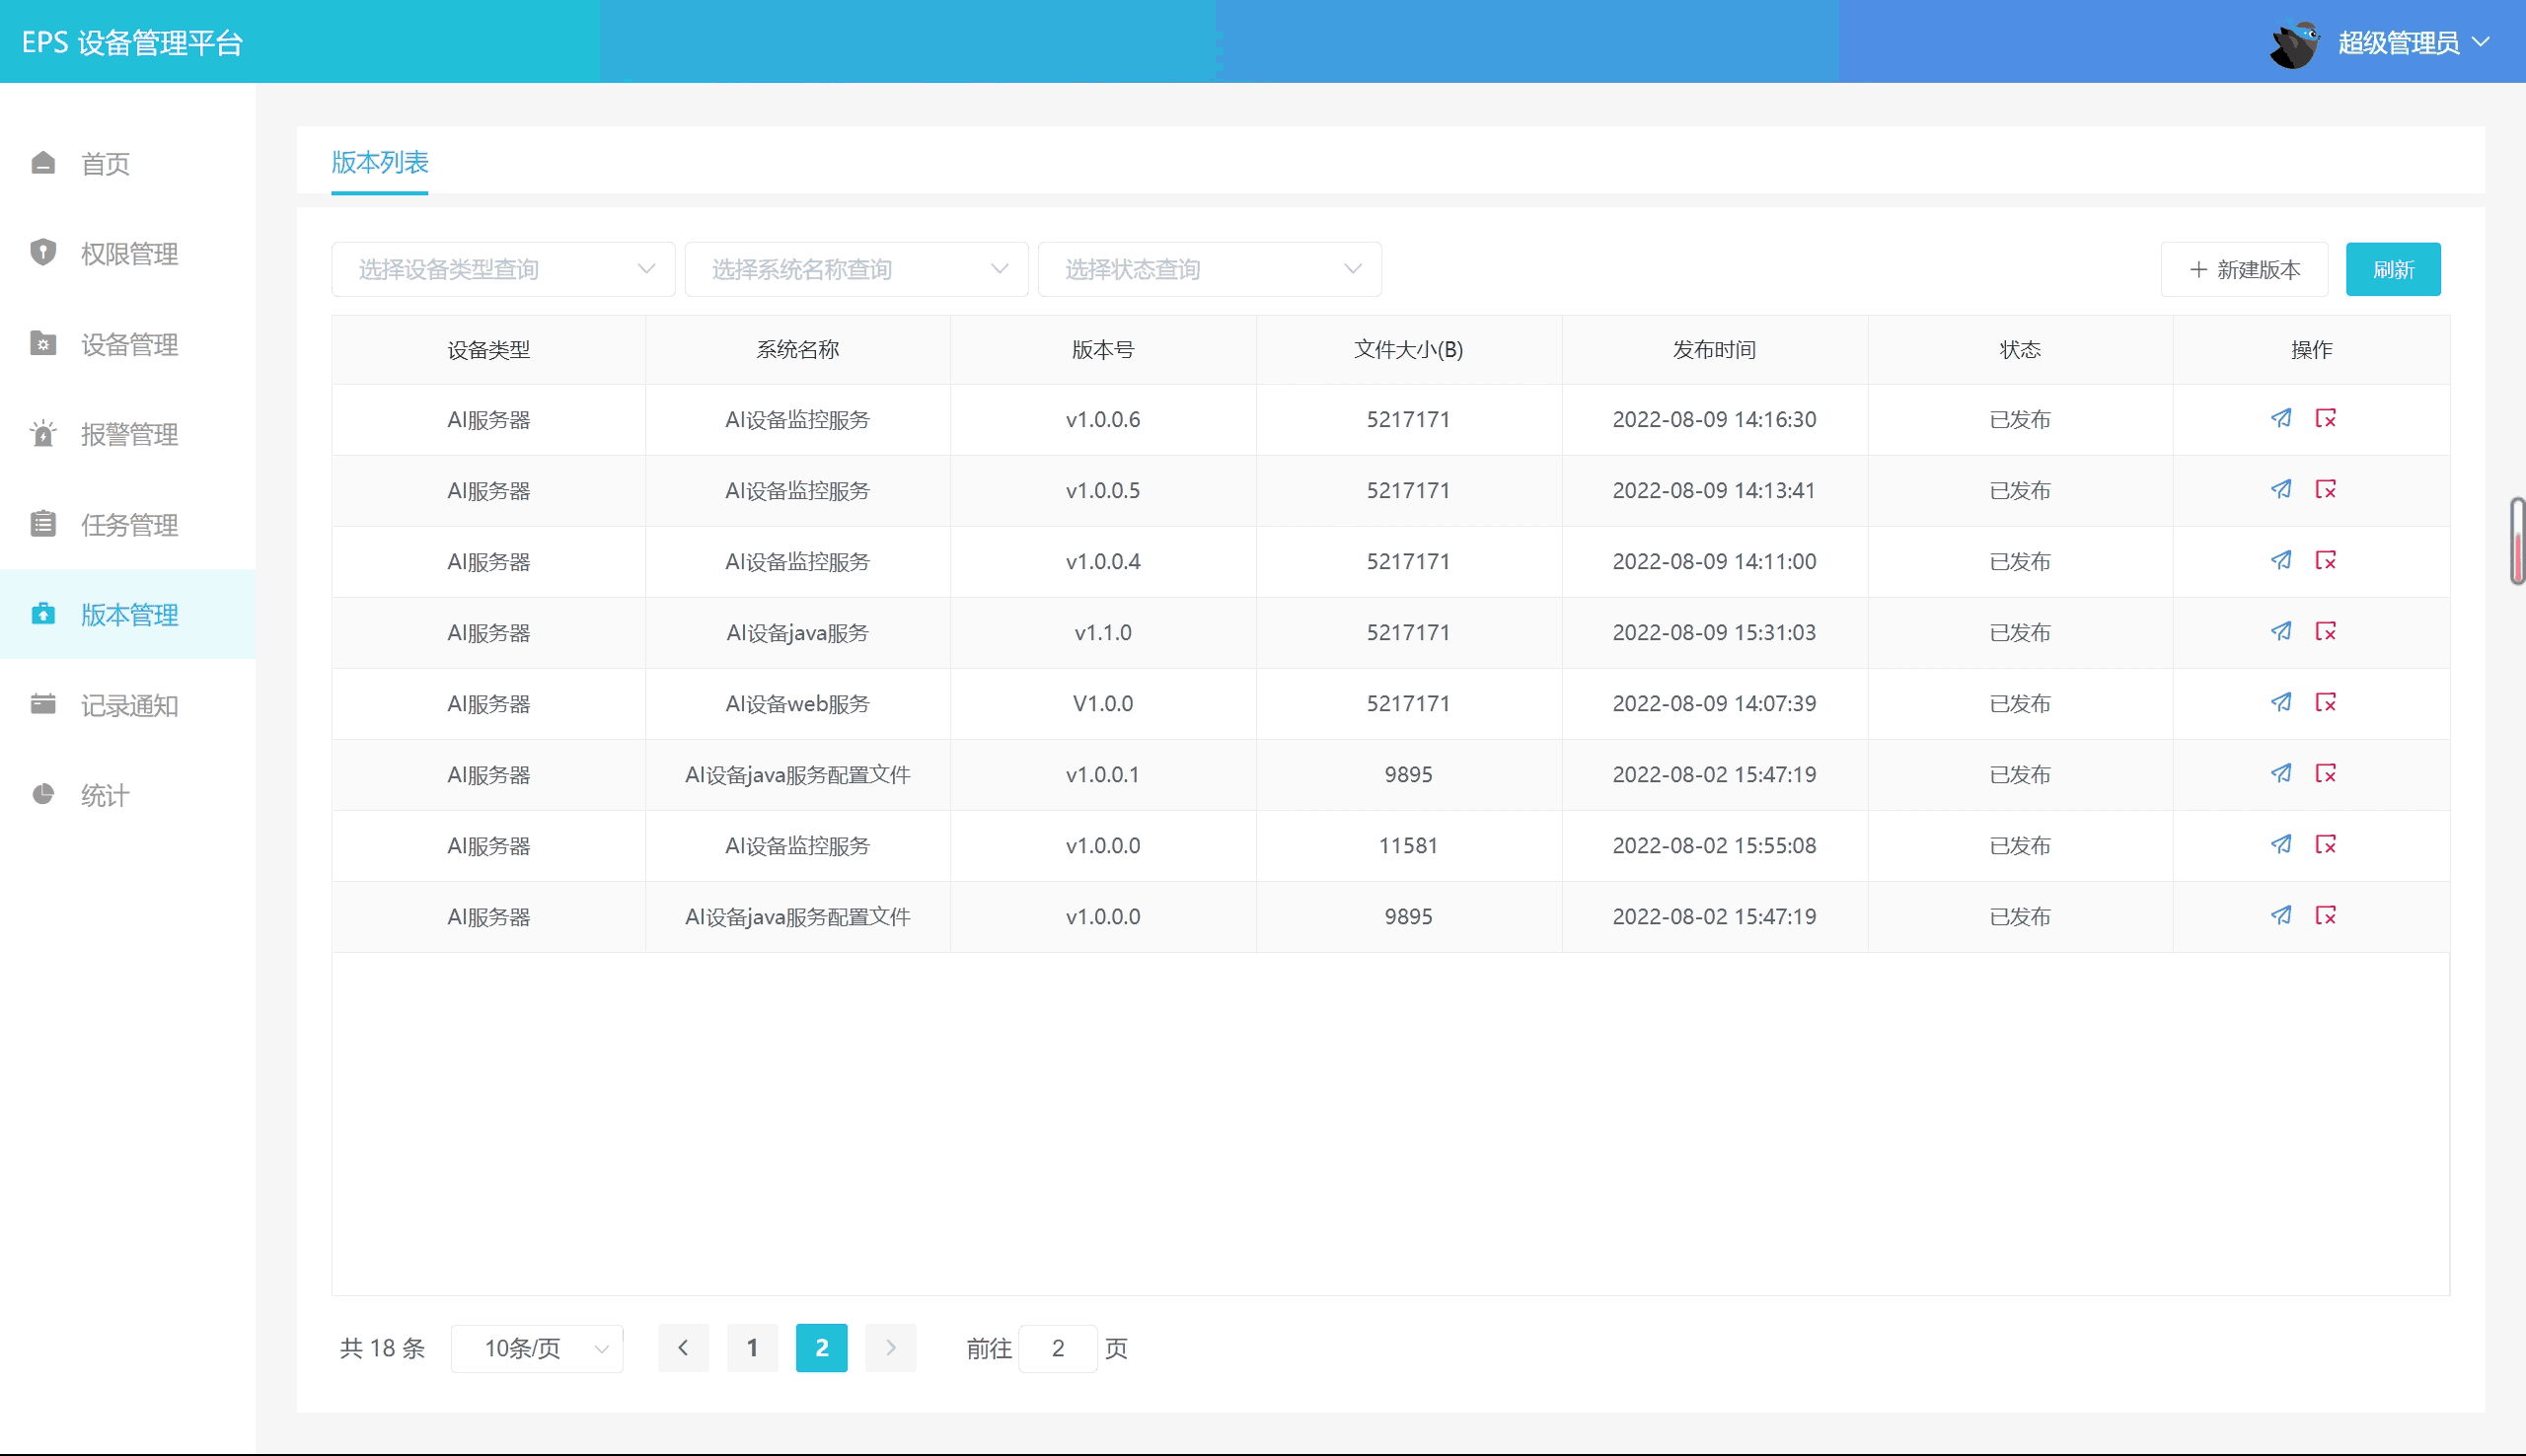 EPS 设备管理平台
超级管理员
首页
权限管理
设备管理
报警管理
任务管理
版本管理
记录通知
统计
版本列表
选择设备类型查询 选择系统名称查询 选择状态查询 新建版本 刷新
设备类型 系统名称 版本号 文件大小(B) 发布时间 状态 操作
AI服务器 AI设备监控服务 v1.0.0.6 5217171 2022-08-09 14:16:30 已发布
AI服务器 AI设备监控服务 v1.0.0.5 5217171 2022-08-09 14:13:41 已发布
AI服务器 AI设备监控服务 v1.0.0.4 5217171 2022-08-09 14:11:00 已发布
AI服务器 AI设备java服务 v1.1.0 5217171 2022-08-09 15:31:03 已发布
AI服务器 AI设备web服务 V1.0.0 5217171 2022-08-09 14:07:39 已发布
AI服务器 AI设备java服务配置文件 v1.0.0.1 9895 2022-08-02 15:47:19 已发布
AI服务器 AI设备监控服务 v1.0.0.0 11581 2022-08-02 15:55:08 已发布
AI服务器 AI设备java服务配置文件 v1.0.0.0 9895 2022-08-02 15:47:19 已发布
共 18 条 10条/页 1 2 前往 2 页